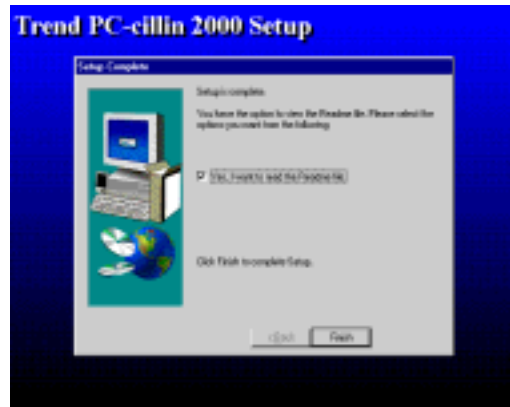 Trend PC-cillin 2000 Setup
Setup Complete
Setup is complete.
You have the option to view the Readme file. Please select the
options you want from the following.
Yes, I want to read the Readme file.
Click Finish to complete Setup.
< Back
Finish